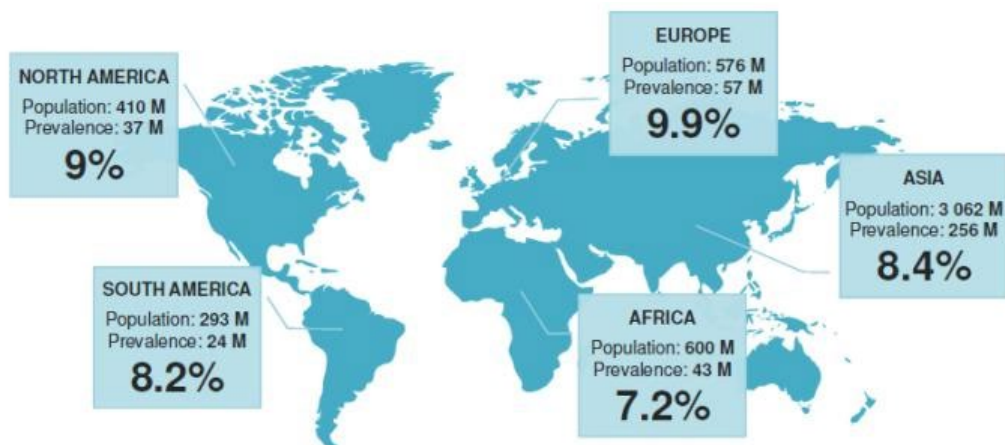 NORTH AMERICA
Population: 410 M
Prevalence: 37 M
9%
EUROPE
Population: 576 M
Prevalence: 57 M
9.9%
ASIA
Population: 3 062 M
Prevalence: 256 M
8.4%
SOUTH AMERICA
Population: 293 M
Prevalence: 24 M
8.2%
AFRICA
Population: 600 M
Prevalence: 43 M
7.2%